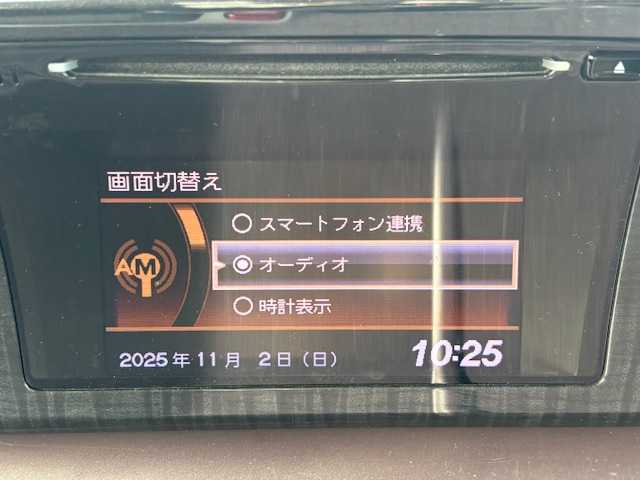 画面切替え
スマートフォン連携
AM
オーディオ
時計表示
2025年11月 2日（日）
10:25